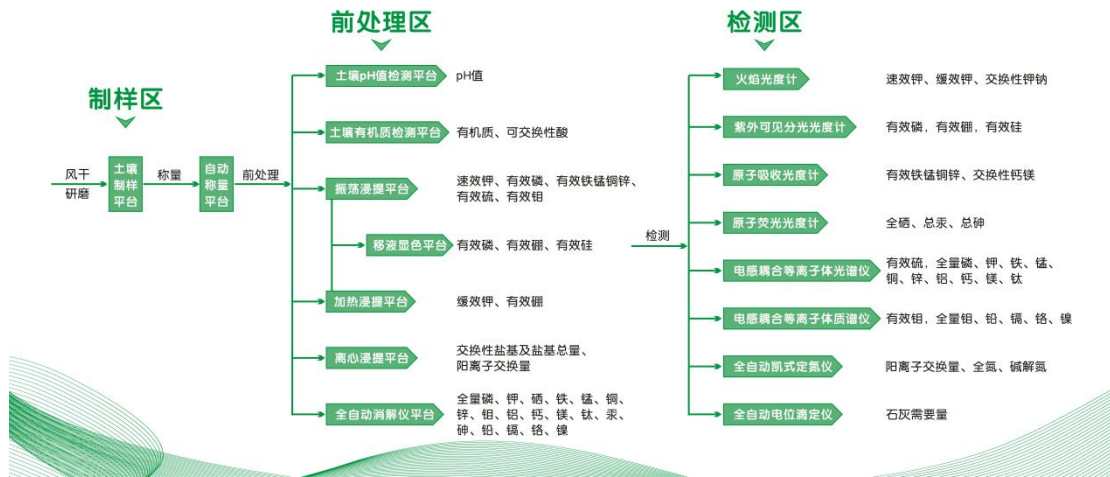 制样区
风干
研磨
土壤
制样
平台
称量
自动
称量
平台
前处理
前处理区
土壤pH值检测平台
pH值
土壤有机质检测平台
有机质、可交换性酸
振荡浸提平台
速效钾、有效磷、有效铁锰铜锌、
有效硫、有效钼
移液显色平台
有效磷、有效硼、有效硅
加热浸提平台
缓效钾、有效硼
离心浸提平台
交换性盐基及盐基总量、
阳离子交换量
全自动消解仪平台
全量磷、钾、硒、铁、锰、铜、
锌、钼、铝、钙、镁、钛、汞、
砷、铅、镉、铬、镍
检测
检测区
火焰光度计
速效钾、缓效钾、交换性钾钠
紫外可见分光光度计
有效磷，有效硼，有效硅
原子吸收光度计
有效铁锰铜锌、交换性钙镁
原子荧光光度计
全硒、总汞、总砷
电感耦合等离子体光谱仪
有效硫，全量磷、钾、铁、锰、
铜、锌、铝、钙、镁、钛
电感耦合等离子体质谱仪
有效钼，全量钼、铅、镉、铬、镍
全自动凯式定氮仪
阳离子交换量、全氮、碱解氮
全自动电位滴定仪
石灰需要量